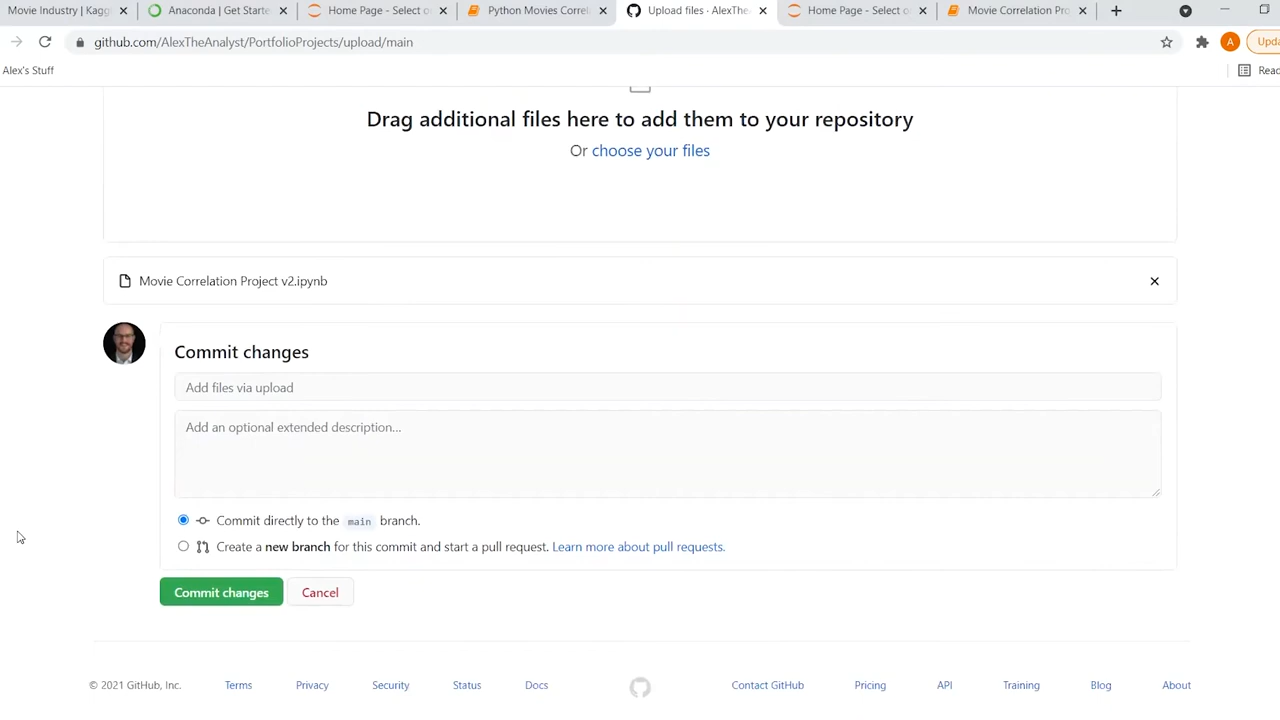 Movie Industry | Kagg
Anaconda | Get Starte
Home Page - Select o
Python Movies Correl
Upload files · AlexThe
Home Page - Select o
Movie Correlation Pro
github.com/AlexTheAnalyst/PortfolioProjects/upload/main
A
Upda
Alex's Stuff
Reac
Drag additional files here to add them to your repository
Or choose your files
Movie Correlation Project v2.ipynb
Commit changes
Add files via upload
Add an optional extended description...
Commit directly to the main branch.
Create a new branch for this commit and start a pull request. Learn more about pull requests.
Commit changes
Cancel
© 2021 GitHub, Inc.
Terms
Privacy
Security
Status
Docs
Contact GitHub
Pricing
API
Training
Blog
About